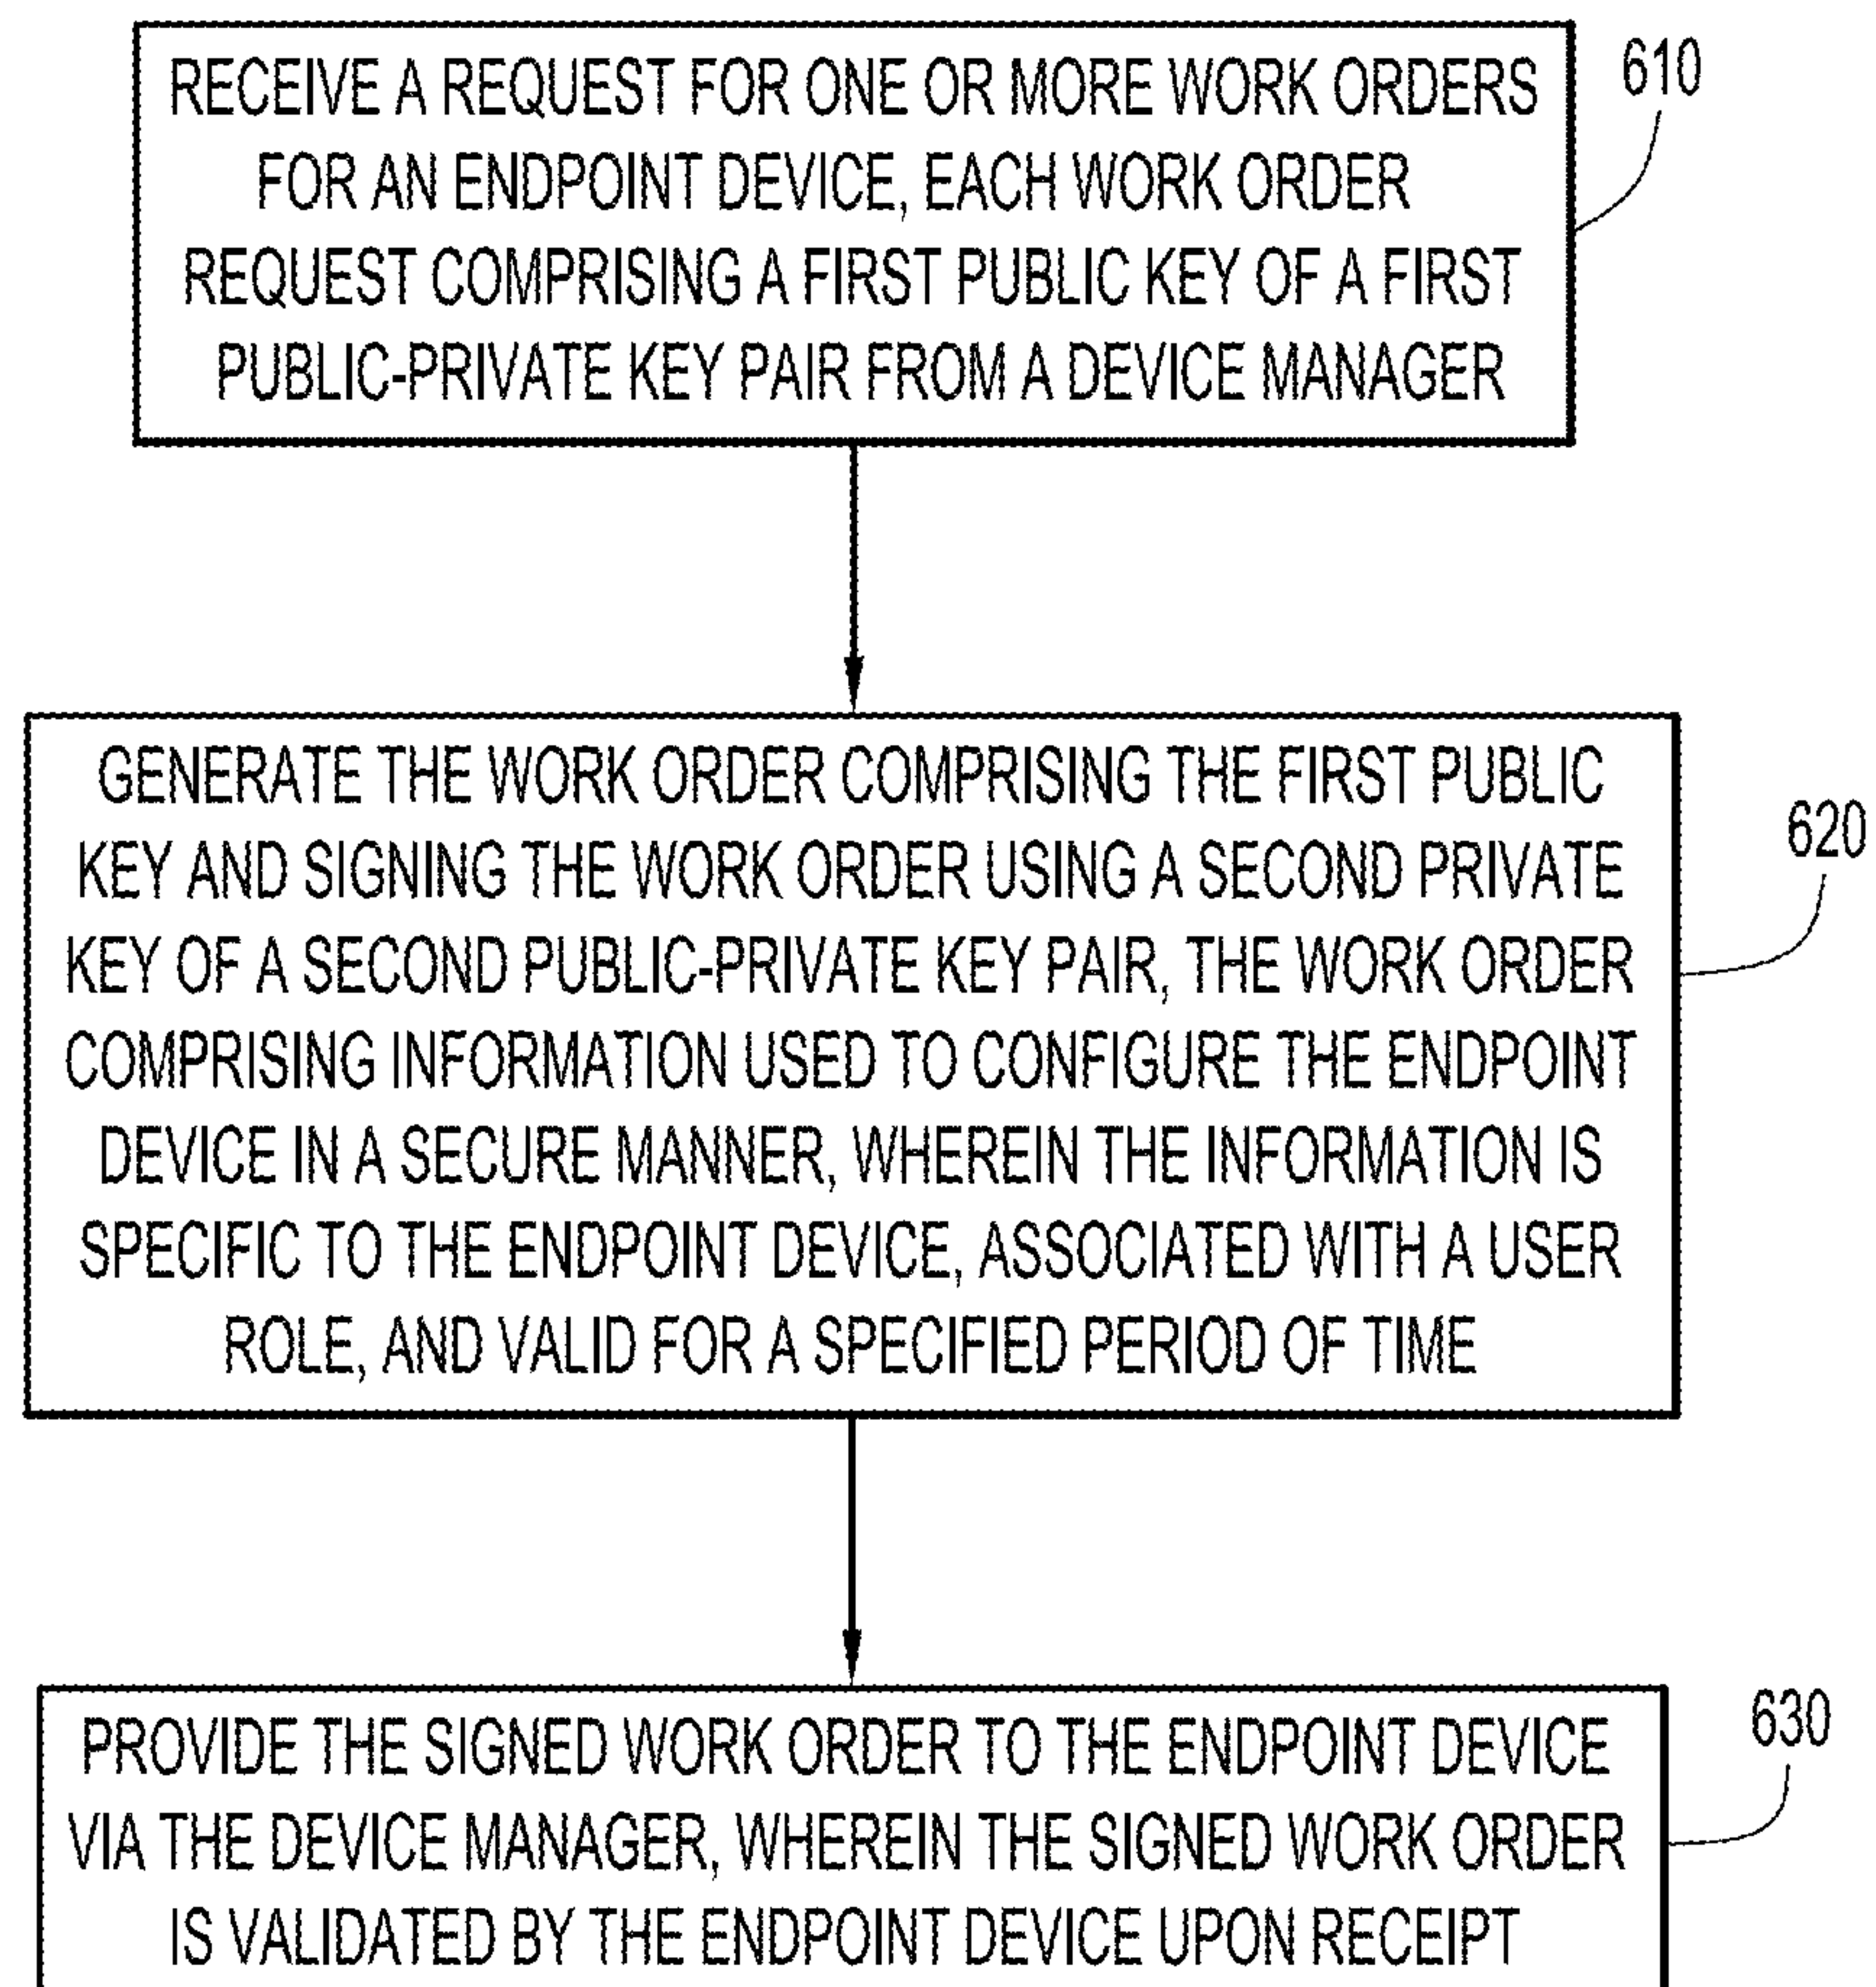 RECEIVE A REQUEST FOR ONE OR MORE WORK ORDERS
FOR AN ENDPOINT DEVICE, EACH WORK ORDER
REQUEST COMPRISING A FIRST PUBLIC KEY OF A FIRST
PUBLIC-PRIVATE KEY PAIR FROM A DEVICE MANAGER
610
GENERATE THE WORK ORDER COMPRISING THE FIRST PUBLIC
KEY AND SIGNING THE WORK ORDER USING A SECOND PRIVATE
KEY OF A SECOND PUBLIC-PRIVATE KEY PAIR, THE WORK ORDER
COMPRISING INFORMATION USED TO CONFIGURE THE ENDPOINT
DEVICE IN A SECURE MANNER, WHEREIN THE INFORMATION IS
SPECIFIC TO THE ENDPOINT DEVICE, ASSOCIATED WITH A USER
ROLE, AND VALID FOR A SPECIFIED PERIOD OF TIME
620
PROVIDE THE SIGNED WORK ORDER TO THE ENDPOINT DEVICE
VIA THE DEVICE MANAGER, WHEREIN THE SIGNED WORK ORDER
IS VALIDATED BY THE ENDPOINT DEVICE UPON RECEIPT
630